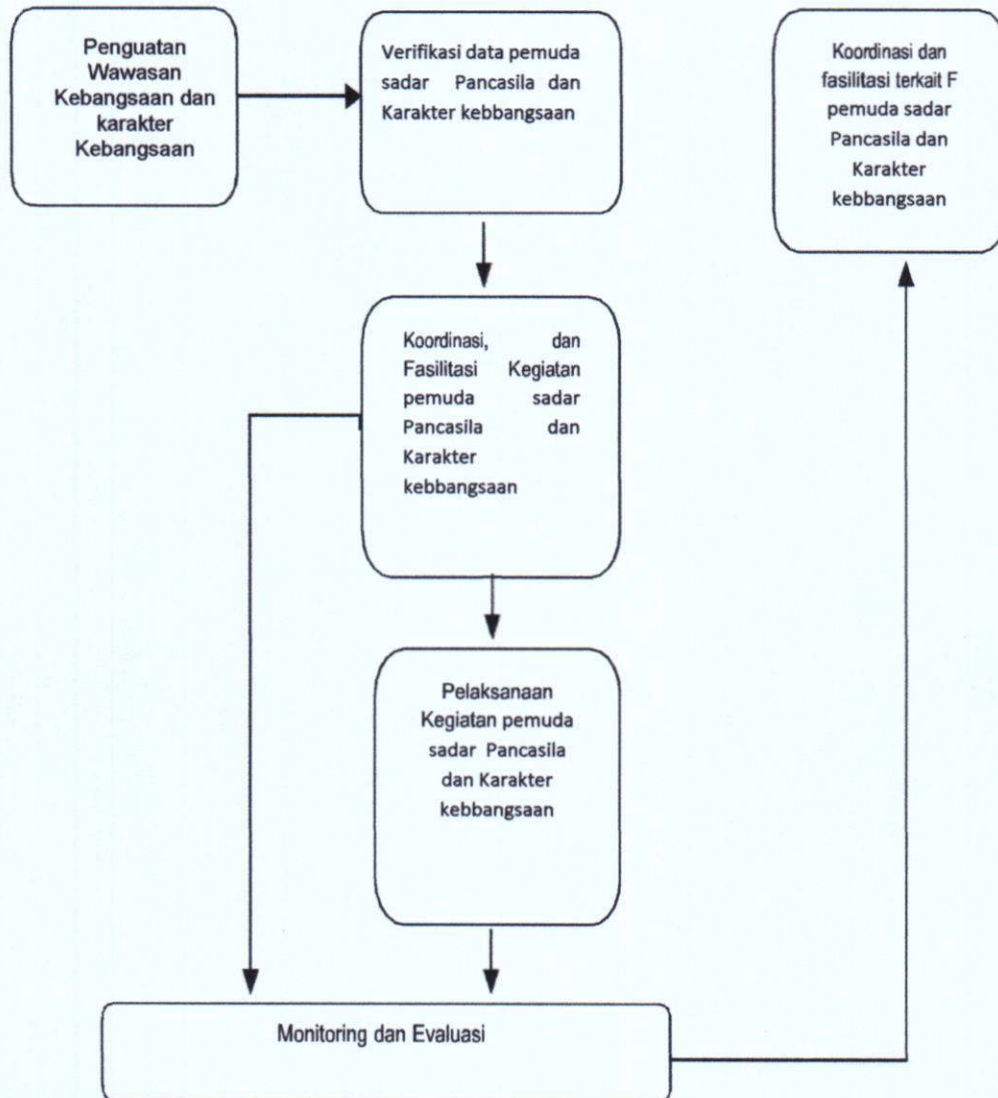 Penguatan
Wawasan
Kebangsaan dan
karakter
Kebangsaan
Verifikasi data pemuda
sadar Pancasila dan
Karakter kebbangsaan
Koordinasi dan
fasilitasi terkait F
pemuda sadar
Pancasila dan
Karakter
kebbangsaan
Koordinasi, dan
Fasilitasi Kegiatan
pemuda sadar
Pancasila dan
Karakter
kebbangsaan
Pelaksanaan
Kegiatan pemuda
sadar Pancasila
dan Karakter
kebbangsaan
Monitoring dan Evaluasi